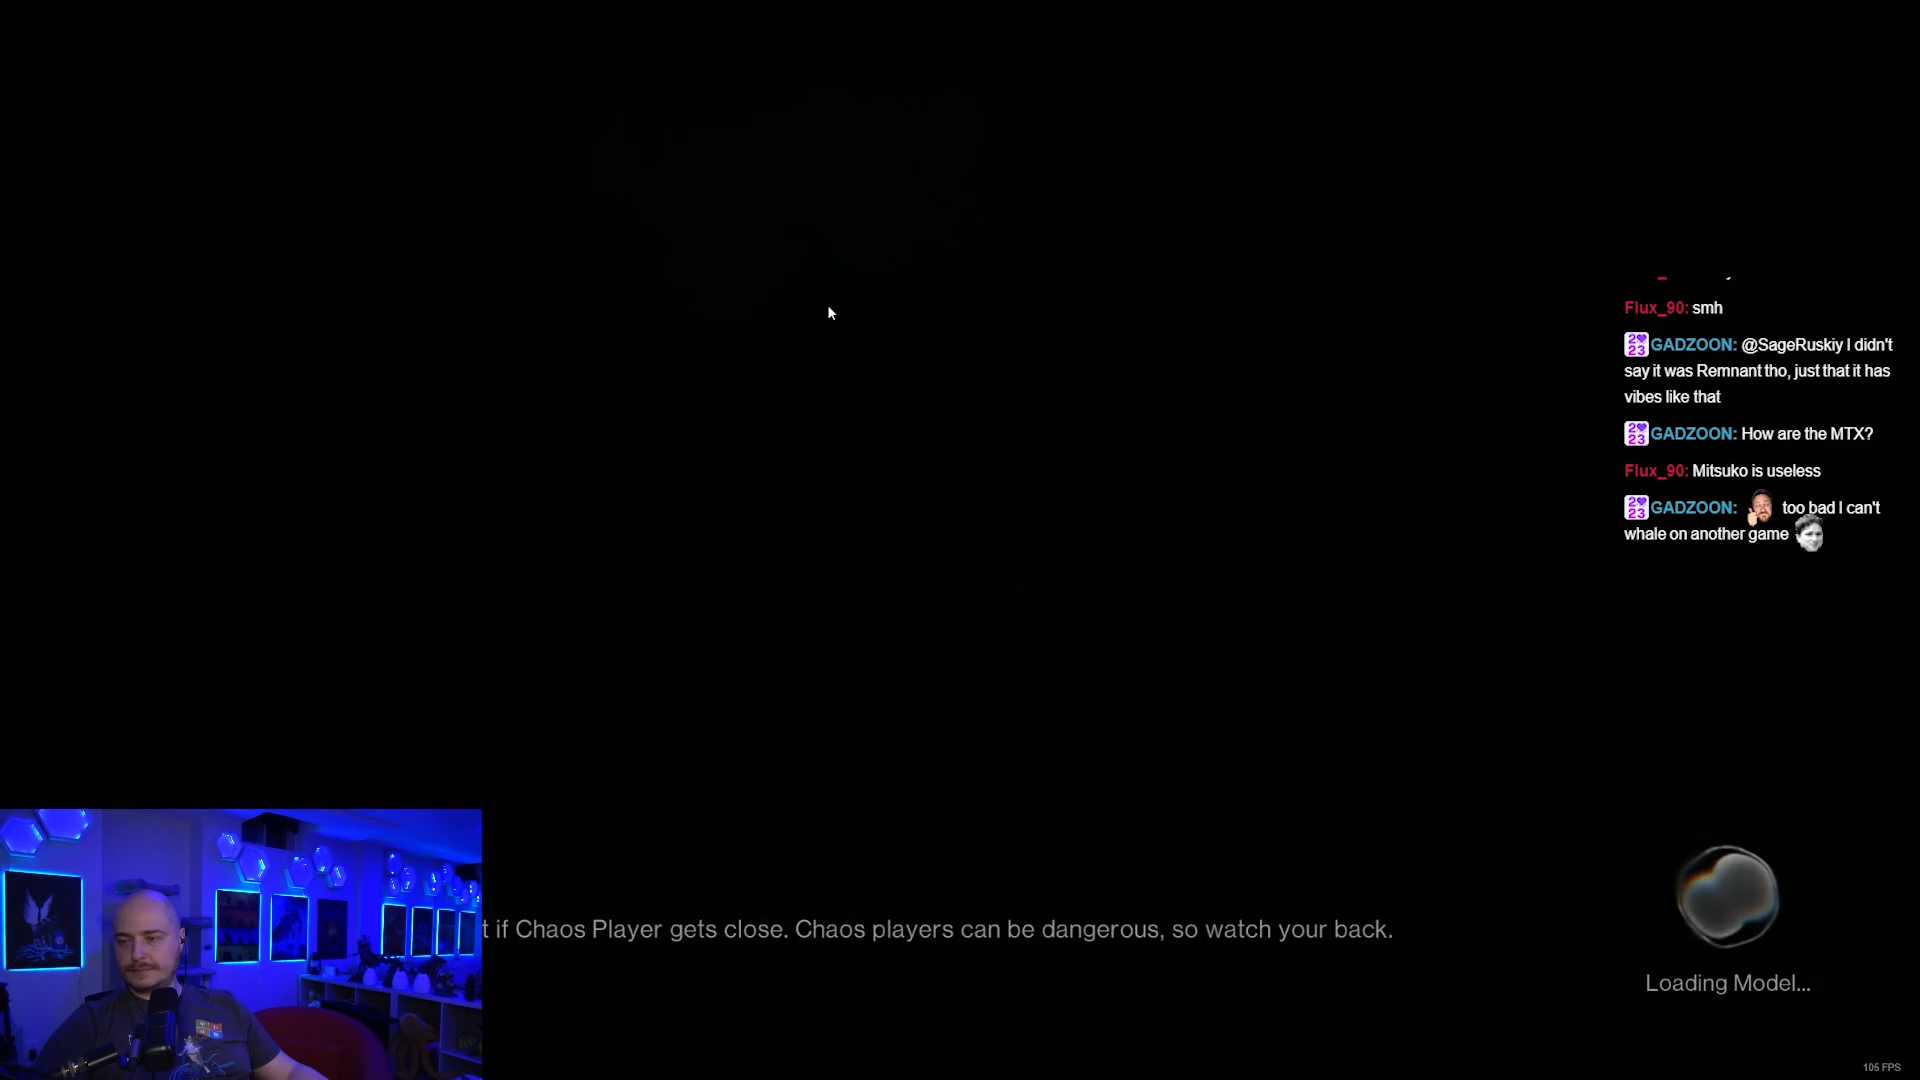 Flux_90: smh
GADZOON: @SageRuskiy I didn't
say it was Remnant tho, just that it has
vibes like that
GADZOON: How are the MTX?
Flux_90: Mitsuko is useless
GADZOON: too bad I can't
whale on another game
t if Chaos Player gets close. Chaos players can be dangerous, so watch your back.
Loading Model...
105 FPS